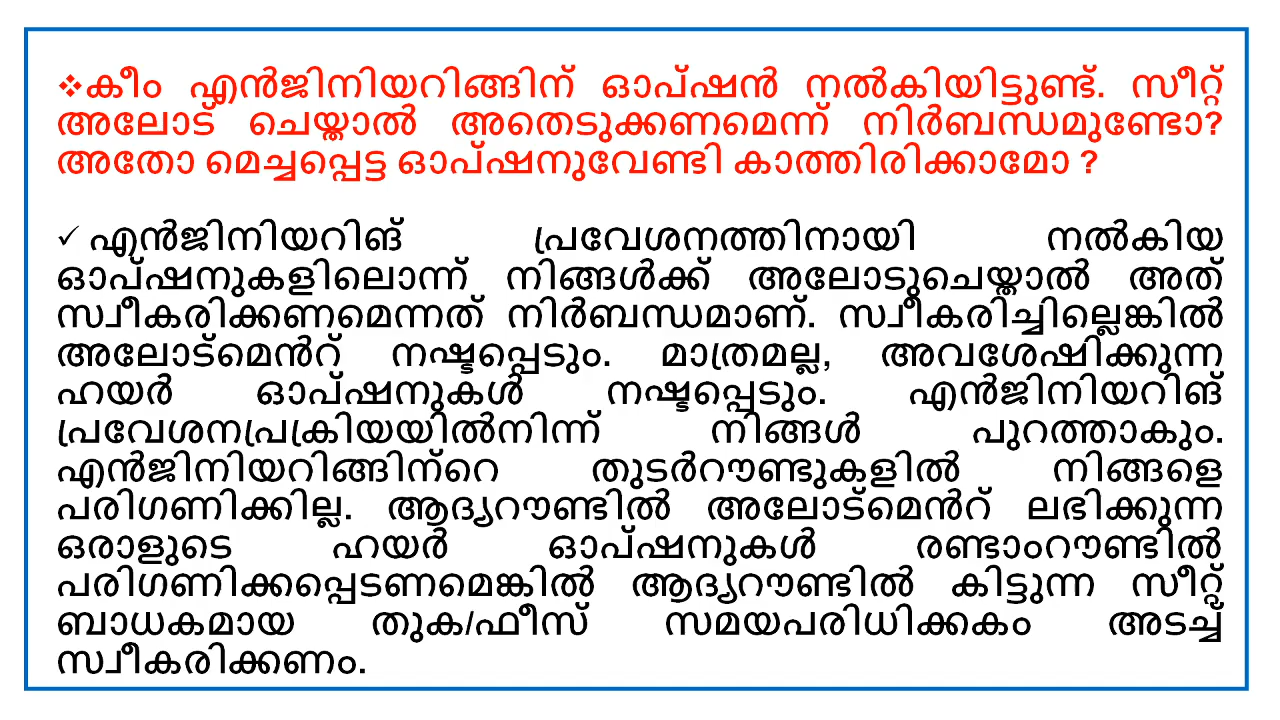 ❖കീം എൻജിനിയറിങ്ങിന് ഓപ്ഷൻ നൽകിയിട്ടുണ്ട്. സീറ്റ്
അലോട് ചെയ്താൽ അതെടുക്കണമെന്ന് നിർബന്ധമുണ്ടോ?
അതോ മെച്ചപ്പെട്ട ഓപ്ഷനുവേണ്ടി കാത്തിരിക്കാമോ ?
✓ എൻജിനിയറിങ് പ്രവേശനത്തിനായി നൽകിയ
ഓപ്ഷനുകളിലൊന്ന് നിങ്ങൾക്ക് അലോടുചെയ്താൽ അത്
സ്വീകരിക്കണമെന്നത് നിർബന്ധമാണ്. സ്വീകരിച്ചില്ലെങ്കിൽ
അലോട്മെൻറ് നഷ്ടപ്പെടും. മാത്രമല്ല, അവശേഷിക്കുന്ന
ഹയർ ഓപ്ഷനുകൾ നഷ്ടപ്പെടും. എൻജിനിയറിങ്
പ്രവേശനപ്രക്രിയയിൽനിന്ന് നിങ്ങൾ പുറത്താകും.
എൻജിനിയറിങ്ങിന്റെ തുടർറൗണ്ടുകളിൽ നിങ്ങളെ
പരിഗണിക്കില്ല. ആദ്യറൗണ്ടിൽ അലോട്മെൻറ് ലഭിക്കുന്ന
ഒരാളുടെ ഹയർ ഓപ്ഷനുകൾ രണ്ടാംറൗണ്ടിൽ
പരിഗണിക്കപ്പെടണമെങ്കിൽ ആദ്യറൗണ്ടിൽ കിട്ടുന്ന സീറ്റ്
ബാധകമായ തുക/ഫീസ് സമയപരിധിക്കകം അടച്ച്
സ്വീകരിക്കണം.